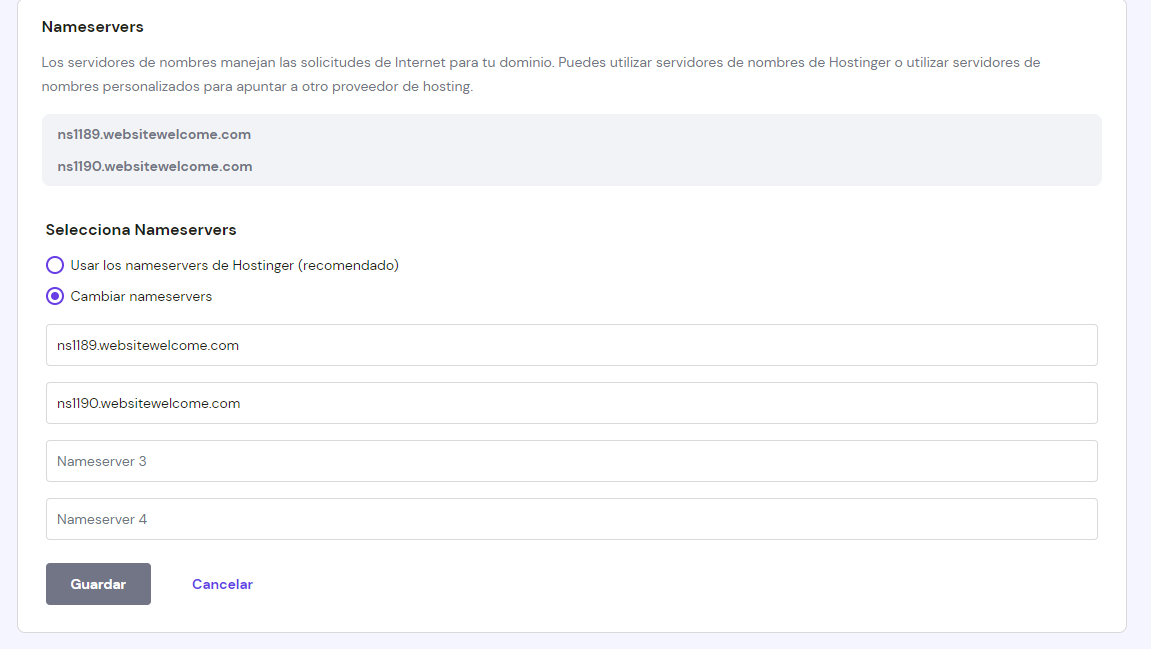 Nameservers
Los servidores de nombres manejan las solicitudes de Internet para tu dominio. Puedes utilizar servidores de nombres de Hostinger o utilizar servidores de
nombres personalizados para apuntar a otro proveedor de hosting.
ns1189.websitewelcome.com
ns1190.websitewelcome.com
Selecciona Nameservers
Usar los nameservers de Hostinger (recomendado)
Cambiar nameservers
ns1189.websitewelcome.com
ns1190.websitewelcome.com
Nameserver 3
Nameserver 4
Guardar
Cancelar